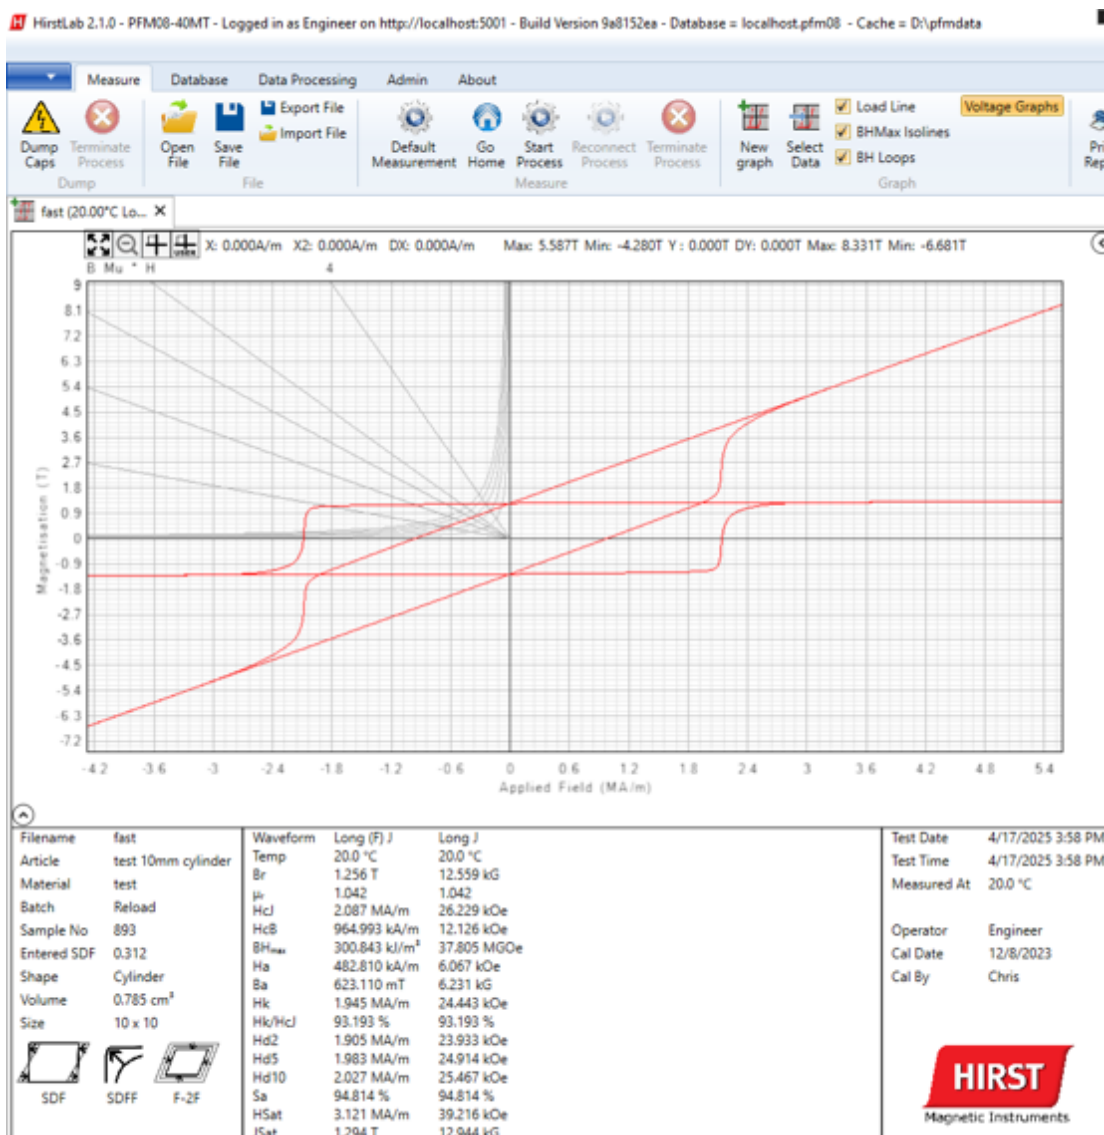 H HirstLab 2.1.0 - PFM08-40MT - Logged in as Engineer on http://localhost:5001 - Build Version 9a8152ea - Database = localhost.pfm08 - Cache = D:\pfmdata
Measure Database Data Processing Admin About
Dump Caps
Terminate Process
Dump
Open File
Save File
Export File
Import File
File
Default Measurement
Go Home
Start Process
Reconnect Process
Terminate Process
Measure
New graph
Select Data
Load Line
BHMax Isolines
BH Loops
Voltage Graphs
Graph
Pri
Rep
fast (20.00°C Lo...
X: 0.000A/m X2: 0.000A/m DX: 0.000A/m Max: 5.587T Min: -4.280T Y : 0.000T DY: 0.000T Max: 8.331T Min: -6.681T
B Mu * H 4
9
8.1
7.2
6.3
5.4
4.5
3.6
2.7
1.8
0.9
0
-0.9
-1.8
-2.7
-3.6
-4.5
-5.4
-6.3
-7.2
Magnetisation (T)
-4.2 -3.6 -3 -2.4 -1.8 -1.2 -0.6 0 0.6 1.2 1.8 2.4 3 3.6 4.2 4.8 5.4
Applied Field (MA/m)
Filename fast
Article test 10mm cylinder
Material test
Batch Reload
Sample No 893
Entered SDF 0.312
Shape Cylinder
Volume 0.785 cm³
Size 10 x 10
SDF SDFF F-2F
Waveform Long (F) J Long J
Temp 20.0 °C 20.0 °C
Br 1.256 T 12.559 kG
μr 1.042 1.042
HcJ 2.087 MA/m 26.229 kOe
HcB 964.993 kA/m 12.126 kOe
BHmax 300.843 kJ/m³ 37.805 MGOe
Ha 482.810 kA/m 6.067 kOe
Ba 623.110 mT 6.231 kG
Hk 1.945 MA/m 24.443 kOe
Hk/HcJ 93.193 % 93.193 %
Hd2 1.905 MA/m 23.933 kOe
Hd5 1.983 MA/m 24.914 kOe
Hd10 2.027 MA/m 25.467 kOe
Sa 94.814 % 94.814 %
HSat 3.121 MA/m 39.216 kOe
JSat 1.294 T 12.944 kG
Test Date 4/17/2025 3:58 PM
Test Time 4/17/2025 3:58 PM
Measured At 20.0 °C
Operator Engineer
Cal Date 12/8/2023
Cal By Chris
HIRST
Magnetic Instruments